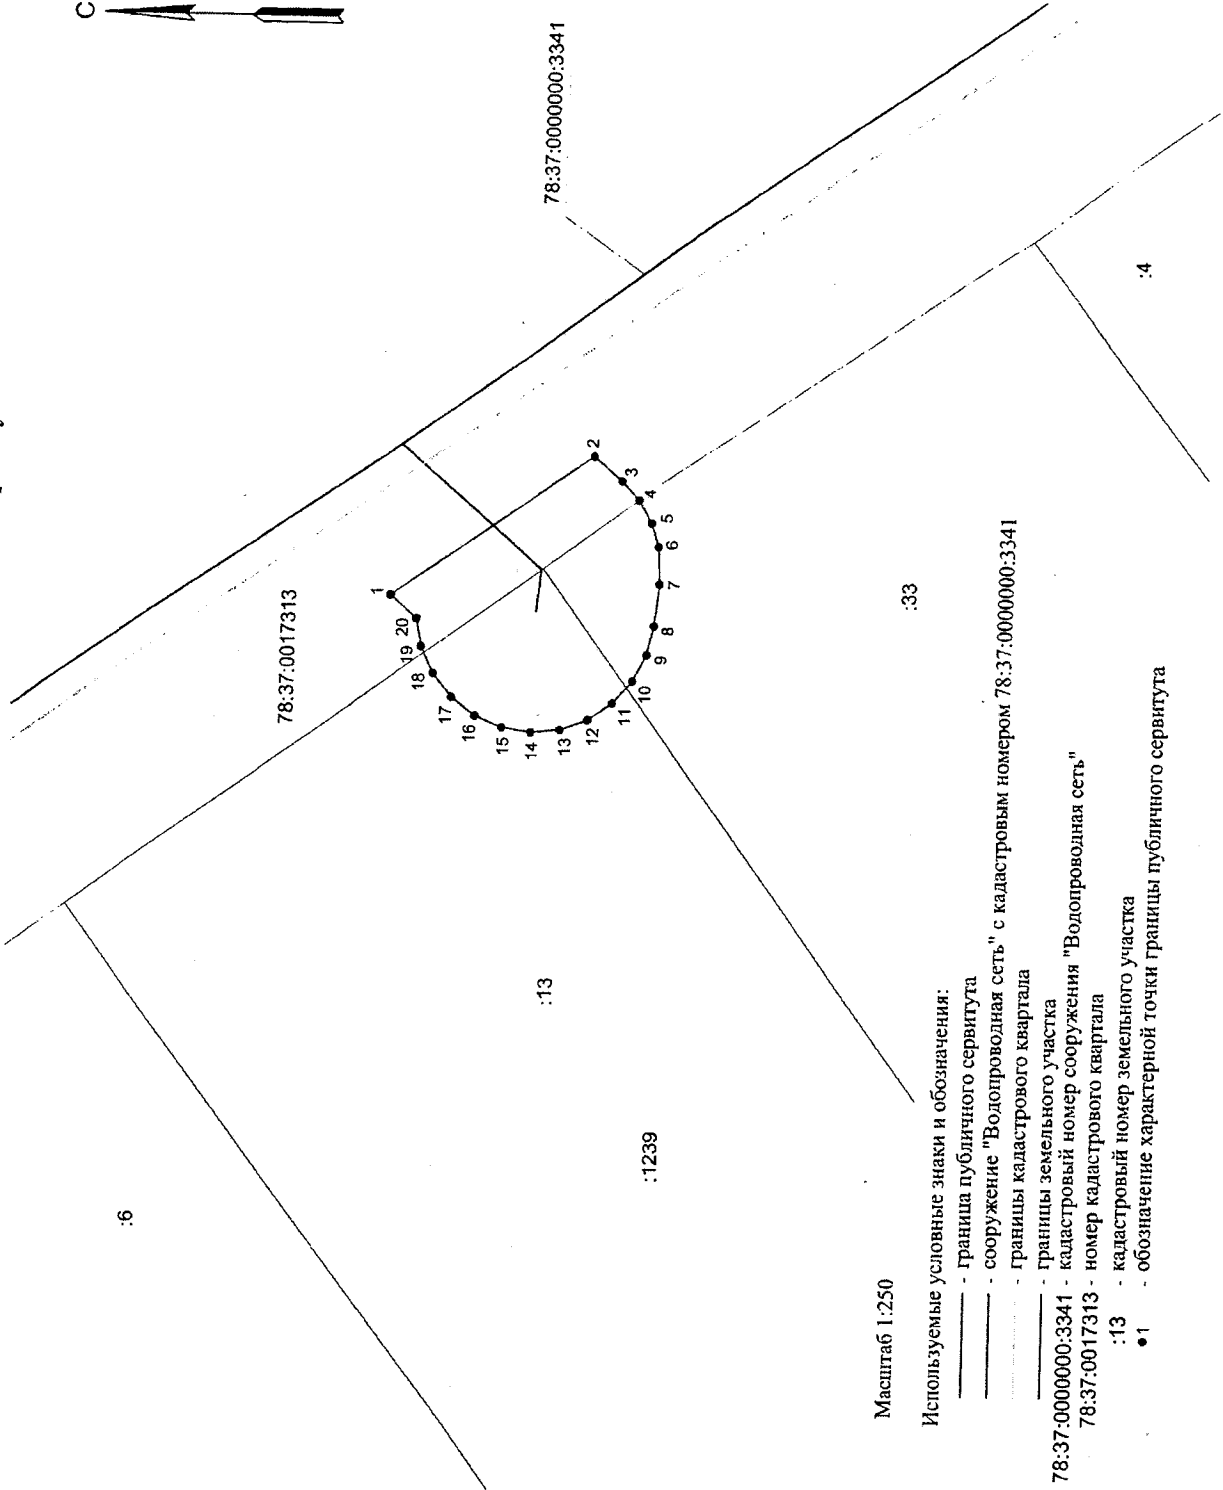 С
78:37:0000000:3341
78:37:0017313
1
2
3
4
5
6
7
8
9
10
11
12
13
14
15
16
17
18
19
20
:6
:13
:1239
:33
:4
Масштаб 1:250
Используемые условные знаки и обозначения:
- граница публичного сервитута
- сооружение "Водопроводная сеть" с кадастровым номером 78:37:0000000:3341
- границы кадастрового квартала
- границы земельного участка
78:37:0000000:3341 - кадастровый номер сооружения "Водопроводная сеть"
78:37:0017313 - номер кадастрового квартала
:13 - кадастровый номер земельного участка
•1 - обозначение характерной точки границы публичного сервитута